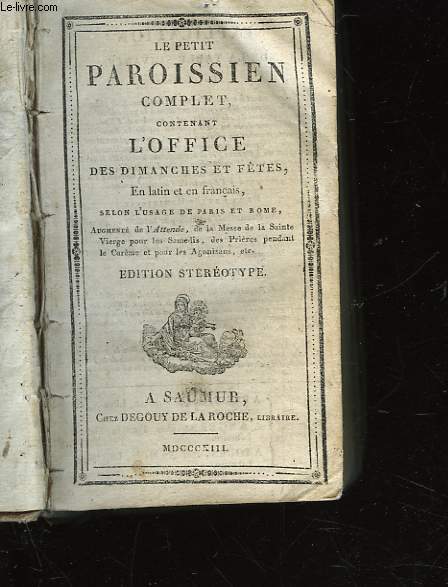 Le-livre.com
LE PETIT
PAROISSIEN
COMPLET,
CONTENANT
L'OFFICE
DES DIMANCHES ET FÊTES,
En latin et en francais,
SELON L'USAGE DE PARIS ET ROME,
AUGMENTÉ de l'Attende, de la Messe de la Sainte
Vierge pour les Samedis, des Prières pendant
le Carême et pour les Agonisans, etc.
EDITION STÉRÉOTYPE.
A SAUMUR,
CHEZ DEGOUY DE LA ROCHE, LIBRAIRE.
MDCCCXIII.